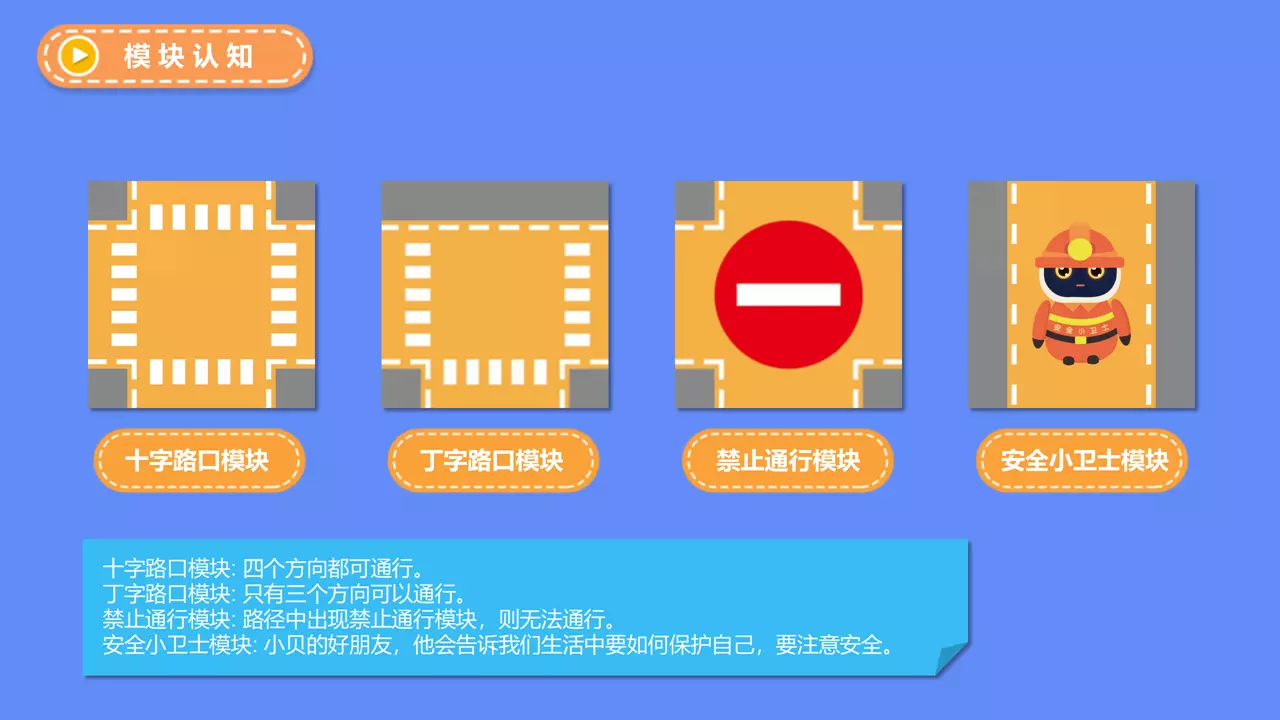 模块认知
安全小卫士
十字路口模块
丁字路口模块
禁止通行模块
安全小卫士模块
十字路口模块: 四个方向都可通行。
丁字路口模块: 只有三个方向可以通行。
禁止通行模块: 路径中出现禁止通行模块，则无法通行。
安全小卫士模块: 小贝的好朋友，他会告诉我们生活中要如何保护自己，要注意安全。